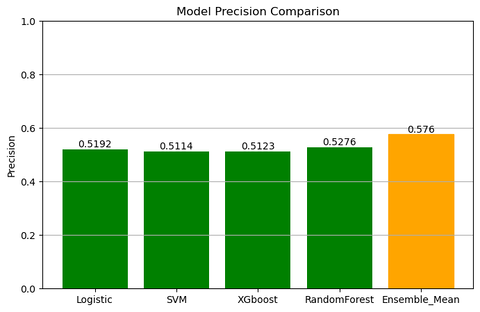 Model Precision Comparison
Precision
1.0
0.8
0.6
0.4
0.2
0.0
0.5192
0.5114
0.5123
0.5276
0.576
Logistic
SVM
XGboost
RandomForest
Ensemble_Mean